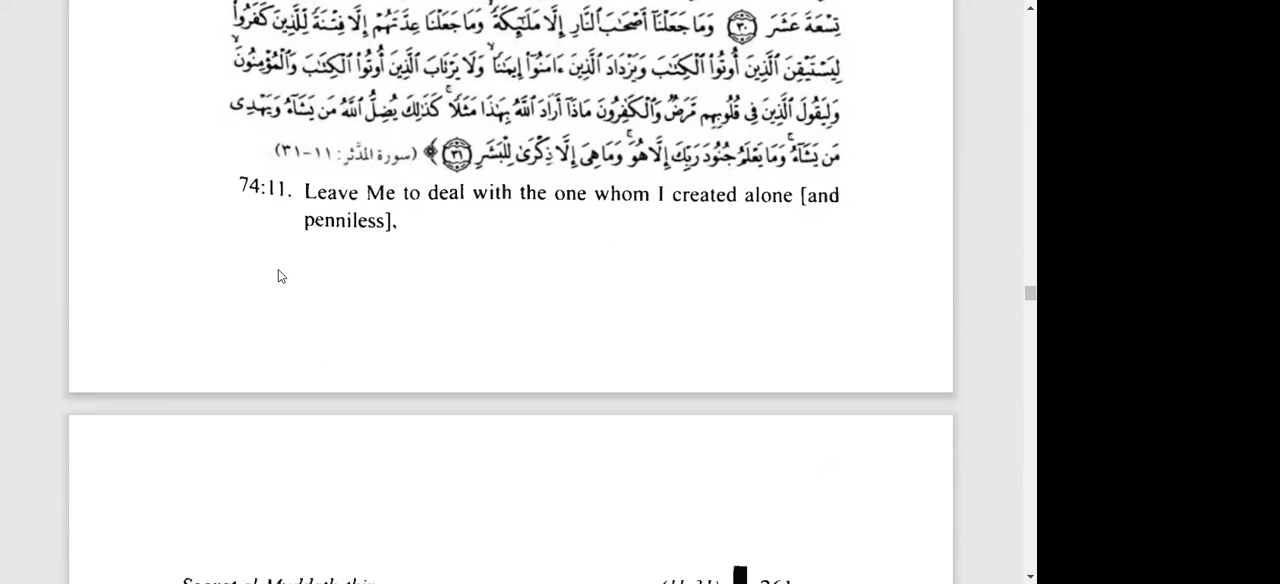 تِسْعَةَ عَشَرَ ﴿٣٠﴾ وَمَا جَعَلْنَآ أَصْحَٰبَ ٱلنَّارِ إِلَّا مَلَٰٓئِكَةً ۙ وَمَا جَعَلْنَا عِدَّتَهُمْ إِلَّا فِتْنَةً لِّلَّذِينَ كَفَرُوا۟
لِيَسْتَيْقِنَ ٱلَّذِينَ أُوتُوا۟ ٱلْكِتَٰبَ وَيَزْدَادَ ٱلَّذِينَ ءَامَنُوٓا۟ إِيمَٰنًا ۙ وَلَا يَرْتَابَ ٱلَّذِينَ أُوتُوا۟ ٱلْكِتَٰبَ وَٱلْمُؤْمِنُونَ ۙ
وَلِيَقُولَ ٱلَّذِينَ فِى قُلُوبِهِم مَّرَضٌ وَٱلْكَٰفِرُونَ مَاذَآ أَرَادَ ٱللَّهُ بِهَٰذَا مَثَلًا ۚ كَذَٰلِكَ يُضِلُّ ٱللَّهُ مَن يَشَآءُ وَيَهْدِى
مَن يَشَآءُ ۚ وَمَا يَعْلَمُ جُنُودَ رَبِّكَ إِلَّا هُوَ ۚ وَمَا هِىَ إِلَّا ذِكْرَىٰ لِلْبَشَرِ ﴿٣١﴾ ﴾ (سورة المدَّثر: ١١-٣١)
74:11. Leave Me to deal with the one whom I created alone [and
penniless],